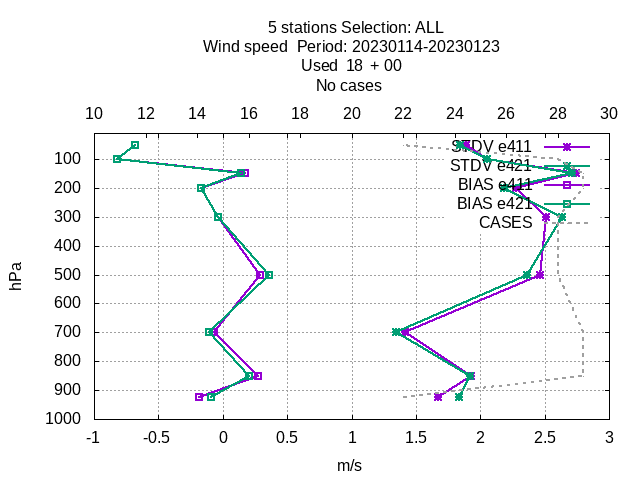 5 stations Selection: ALL
Wind speed  Period: 20230114-20230123
Used  18  + 00
No cases
10 12 14 16 18 20 22 24 26 28 30
STDV e411
STDV e421
BIAS e411
BIAS e421
CASES
100
200
300
400
500
600
700
800
900
1000
hPa
-1 -0.5 0 0.5 1 1.5 2 2.5 3
m/s